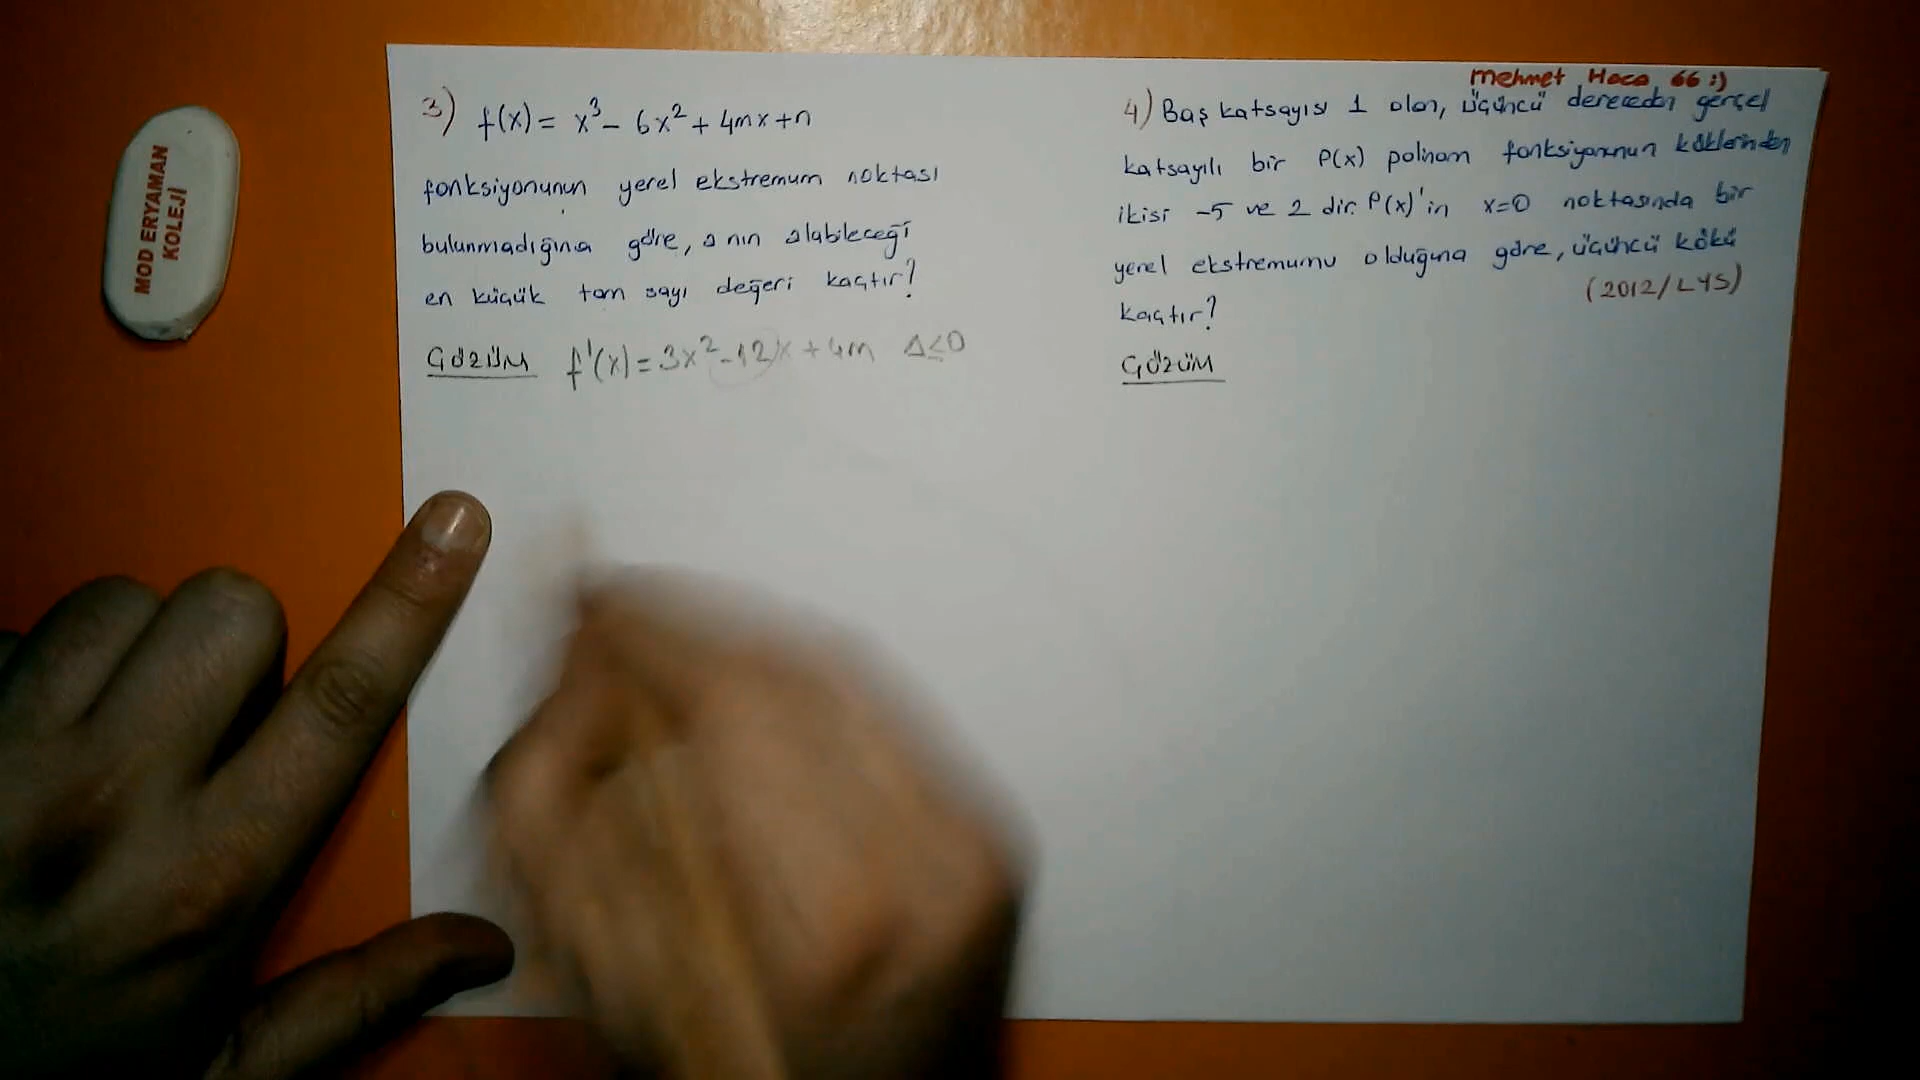 MOD ERYAMAN
KOLEJİ
3) f(x) = x³ - 6x² + 4mx + n
fonksiyonunun yerel ekstremum noktası
bulunmadığına göre, a nın alabileceği
en küçük tam sayı değeri kaçtır?
ÇÖZÜM f'(x) = 3x² - 12x + 4m Δ≤0
Mehmet Hoca 66 :)
4) Baş katsayısı 1 olan, üçüncü dereceden gerçel
katsayılı bir P(x) polinom fonksiyonunun köklerinden
ikisi -5 ve 2 dir. P(x)'in x=0 noktasında bir
yerel ekstremumu olduğuna göre, üçüncü kökü
kaçtır?
(2012/LYS)
ÇÖZÜM